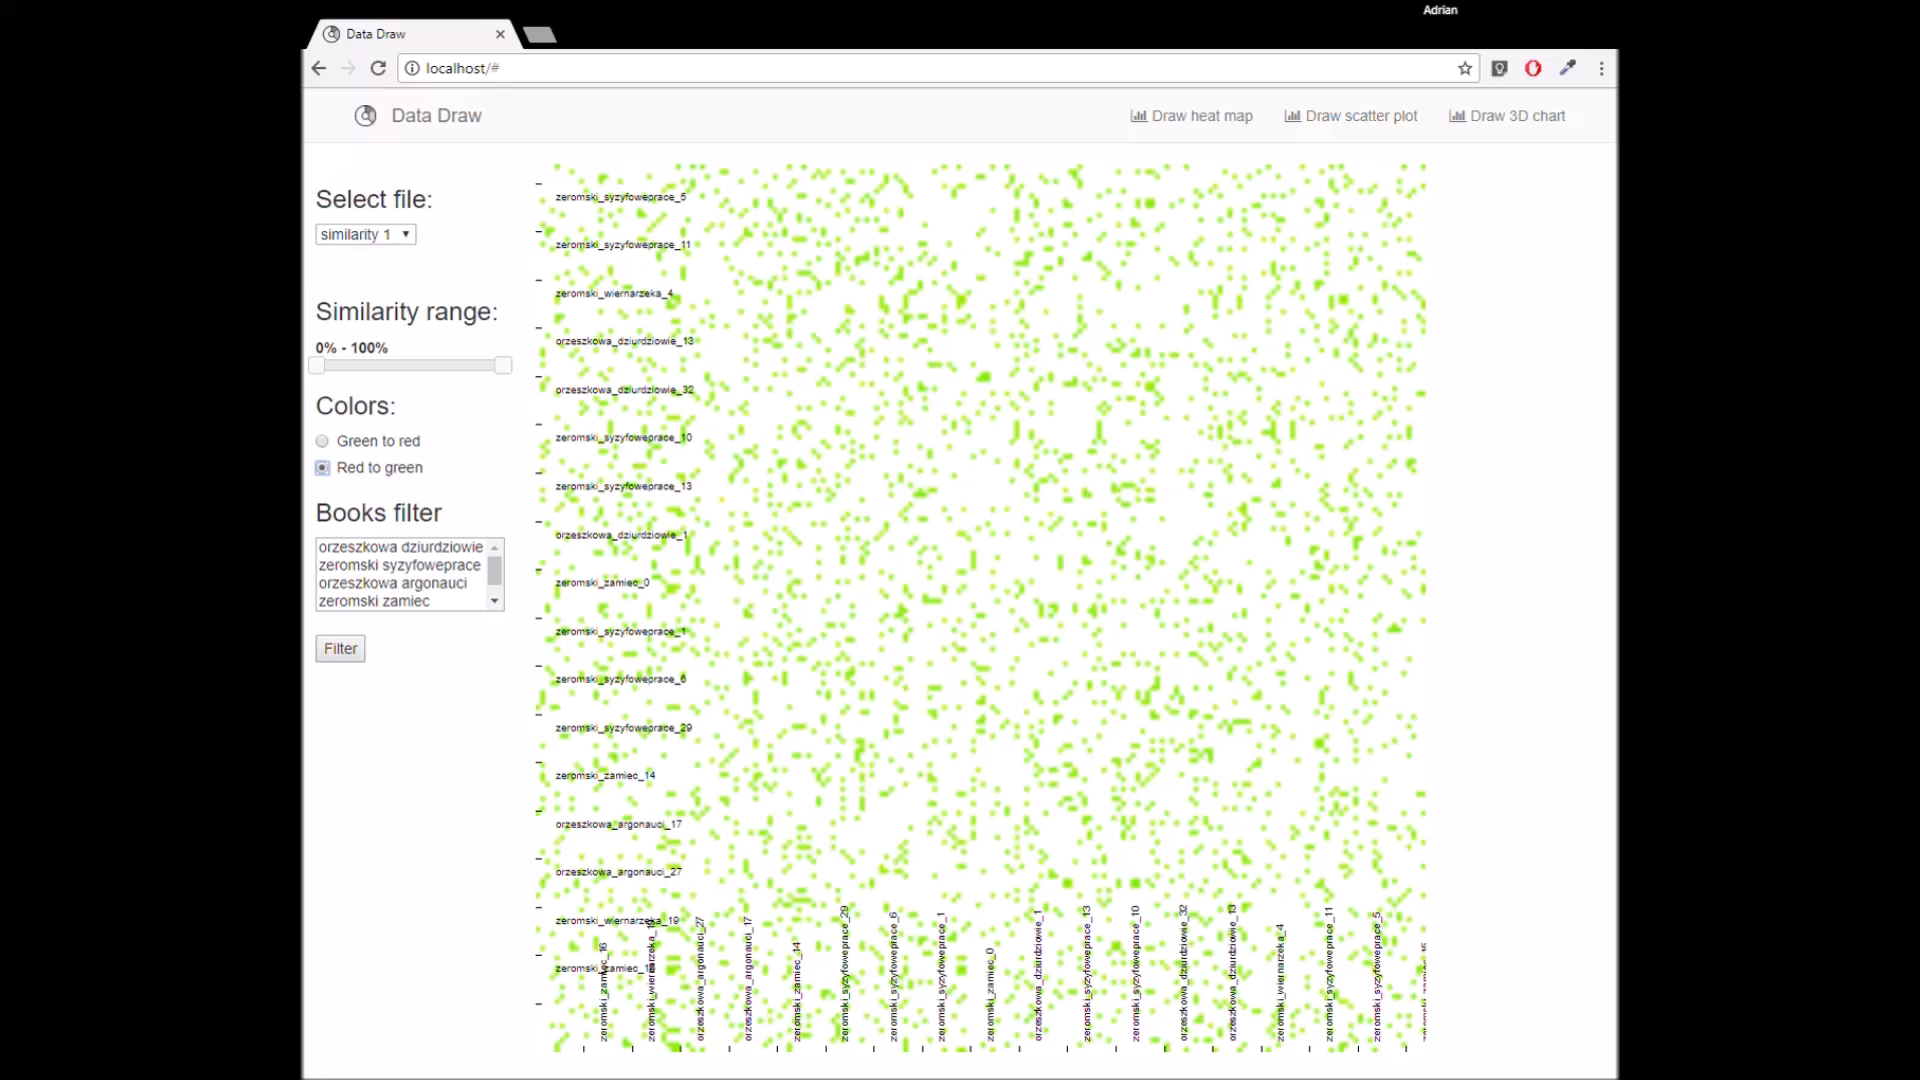 Adrian
Data Draw
localhost/#
Data Draw
Draw heat map
Draw scatter plot
Draw 3D chart
Select file:
similarity 1
Similarity range:
0% - 100%
Colors:
Green to red
Red to green
Books filter
orzeszkowa dziurdziowie
zeromski syzyfoweprace
orzeszkowa argonauci
zeromski zamiec
Filter
zeromski_syzyfoweprace_5
zeromski_syzyfoweprace_11
zeromski_wiernarzeka_4
orzeszkowa_dziurdziowie_13
orzeszkowa_dziurdziowie_32
zeromski_syzyfoweprace_10
zeromski_syzyfoweprace_13
orzeszkowa_dziurdziowie_1
zeromski_zamiec_0
zeromski_syzyfoweprace_1
zeromski_syzyfoweprace_6
zeromski_syzyfoweprace_29
zeromski_zamiec_14
orzeszkowa_argonauci_17
orzeszkowa_argonauci_27
zeromski_wiernarzeka_19
zeromski_zamiec_16
zeromski_zamiec_16
zeromski_wiernarzeka_19
orzeszkowa_argonauci_27
orzeszkowa_argonauci_17
zeromski_zamiec_14
zeromski_syzyfoweprace_29
zeromski_syzyfoweprace_6
zeromski_syzyfoweprace_1
zeromski_zamiec_0
orzeszkowa_dziurdziowie_1
zeromski_syzyfoweprace_13
zeromski_syzyfoweprace_10
orzeszkowa_dziurdziowie_32
orzeszkowa_dziurdziowie_13
zeromski_wiernarzeka_4
zeromski_syzyfoweprace_11
zeromski_syzyfoweprace_5